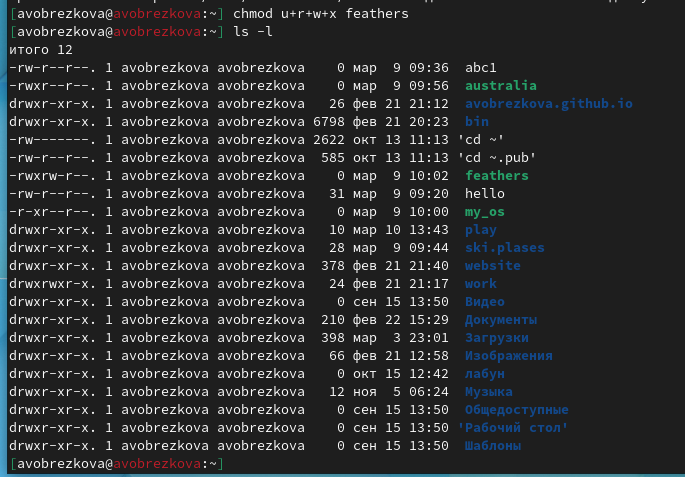 [avobrezkova@avobrezkova:~] chmod u+r+w+x feathers
[avobrezkova@avobrezkova:~] ls -l
итого 12
-rw-r--r--. 1 avobrezkova avobrezkova    0 мар  9 09:36  abc1
-rwxr--r--. 1 avobrezkova avobrezkova    0 мар  9 09:56  australia
drwxr-xr-x. 1 avobrezkova avobrezkova   26 фев 21 21:12  avobrezkova.github.io
drwxr-xr-x. 1 avobrezkova avobrezkova 6798 фев 21 20:23  bin
-rw-------. 1 avobrezkova avobrezkova 2622 окт 13 11:13 'cd ~'
-rw-r--r--. 1 avobrezkova avobrezkova  585 окт 13 11:13 'cd ~.pub'
-rwxrw-r--. 1 avobrezkova avobrezkova    0 мар  9 10:02  feathers
-rw-r--r--. 1 avobrezkova avobrezkova   31 мар  9 09:20  hello
-r-xr--r--. 1 avobrezkova avobrezkova    0 мар  9 10:00  my_os
drwxr-xr-x. 1 avobrezkova avobrezkova   10 мар 10 13:43  play
drwxr-xr-x. 1 avobrezkova avobrezkova   28 мар  9 09:44  ski.plases
drwxr-xr-x. 1 avobrezkova avobrezkova  378 фев 21 21:40  website
drwxrwxr-x. 1 avobrezkova avobrezkova   24 фев 21 21:17  work
drwxr-xr-x. 1 avobrezkova avobrezkova    0 сен 15 13:50  Видео
drwxr-xr-x. 1 avobrezkova avobrezkova  210 фев 22 15:29  Документы
drwxr-xr-x. 1 avobrezkova avobrezkova  398 мар  3 23:01  Загрузки
drwxr-xr-x. 1 avobrezkova avobrezkova   66 фев 21 12:58  Изображения
drwxr-xr-x. 1 avobrezkova avobrezkova    0 окт 15 12:42  лабун
drwxr-xr-x. 1 avobrezkova avobrezkova   12 ноя  5 06:24  Музыка
drwxr-xr-x. 1 avobrezkova avobrezkova    0 сен 15 13:50  Общедоступные
drwxr-xr-x. 1 avobrezkova avobrezkova    0 сен 15 13:50 'Рабочий стол'
drwxr-xr-x. 1 avobrezkova avobrezkova    0 сен 15 13:50  Шаблоны
[avobrezkova@avobrezkova:~]